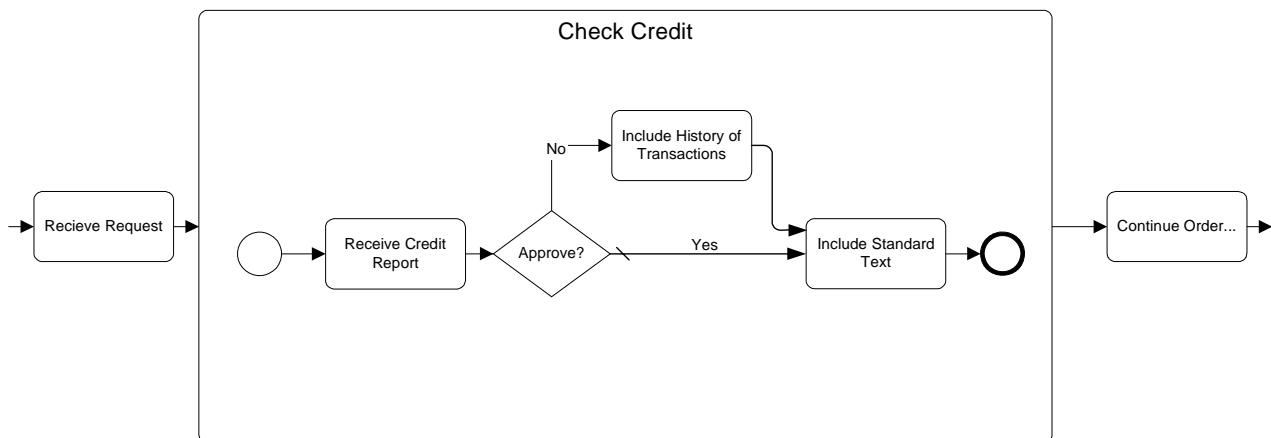 Check Credit
Include History of
Transactions
No
Recieve Request
Receive Credit
Report
Approve?
Yes
Include Standard
Text
Continue Order...